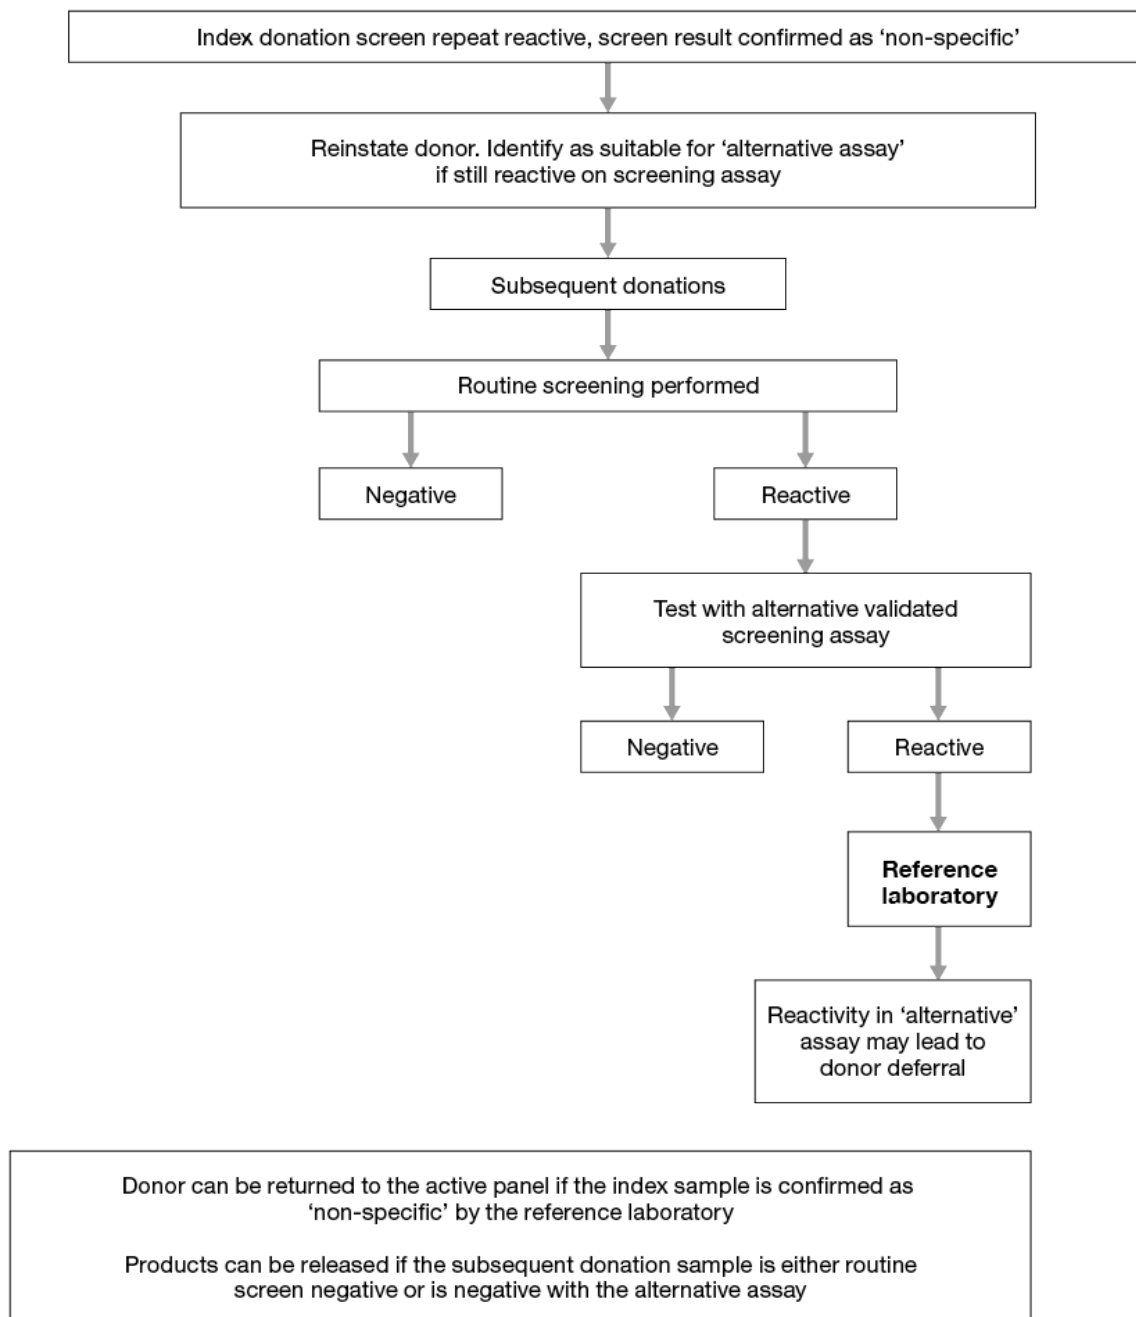 Index donation screen repeat reactive, screen result confirmed as ‘non-specific’
Reinstate donor. Identify as suitable for ‘alternative assay’
if still reactive on screening assay
Subsequent donations
Routine screening performed
Negative
Reactive
Test with alternative validated
screening assay
Negative
Reactive
Reference
laboratory
Reactivity in ‘alternative’
assay may lead to
donor deferral
Donor can be returned to the active panel if the index sample is confirmed as
‘non-specific’ by the reference laboratory
Products can be released if the subsequent donation sample is either routine
screen negative or is negative with the alternative assay